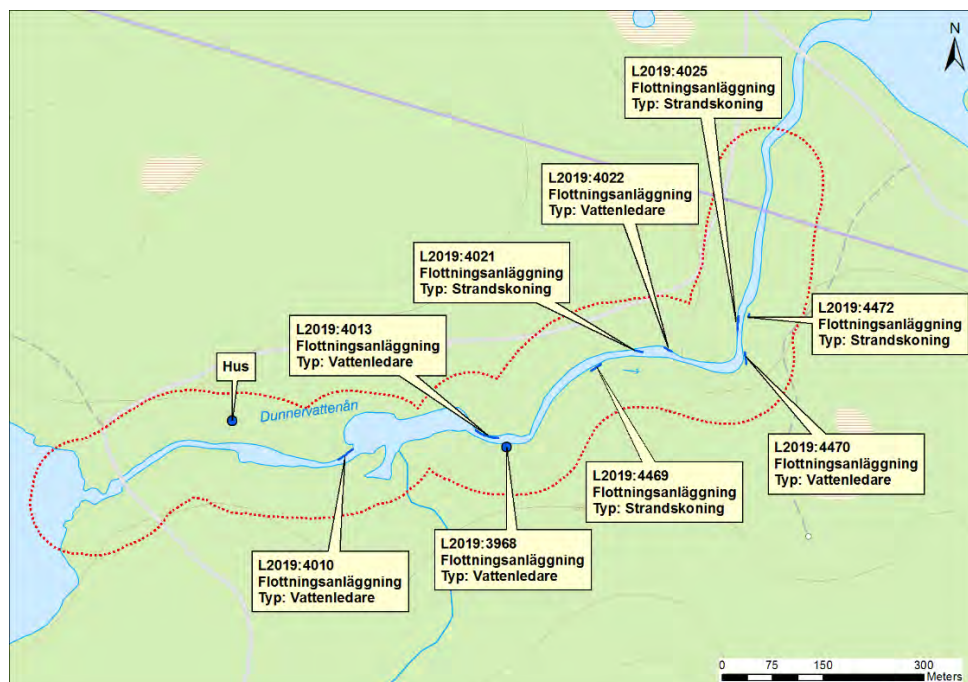 N
L2019:4025
Flottningsanläggning
Typ: Strandskoning
L2019:4022
Flottningsanläggning
Typ: Vattenledare
L2019:4021
Flottningsanläggning
Typ: Strandskoning
L2019:4472
Flottningsanläggning
Typ: Strandskoning
L2019:4013
Flottningsanläggning
Typ: Vattenledare
Hus
Dunnervattenån
L2019:4470
Flottningsanläggning
Typ: Vattenledare
L2019:4469
Flottningsanläggning
Typ: Strandskoning
L2019:3968
Flottningsanläggning
Typ: Vattenledare
L2019:4010
Flottningsanläggning
Typ: Vattenledare
0 75 150 300
Meters